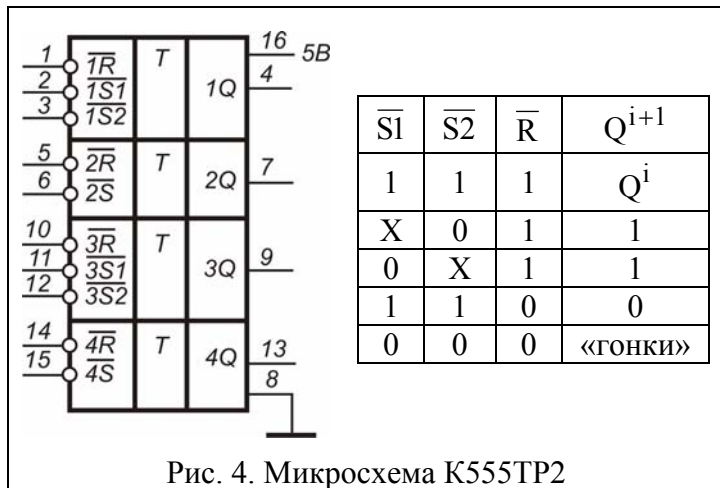 1 1R T 16 5В
2 1S1 1Q 4
3 1S2
5 2R T
6 2S 2Q 7
10 3R T
11 3S1 3Q 9
12 3S2
14 4R T
15 4S 4Q 13
8
S1 S2 R Q^{i+1}
1 1 1 Q^i
X 0 1 1
0 X 1 1
1 1 0 0
0 0 0 «гонки»
Рис. 4. Микросхема К555ТР2